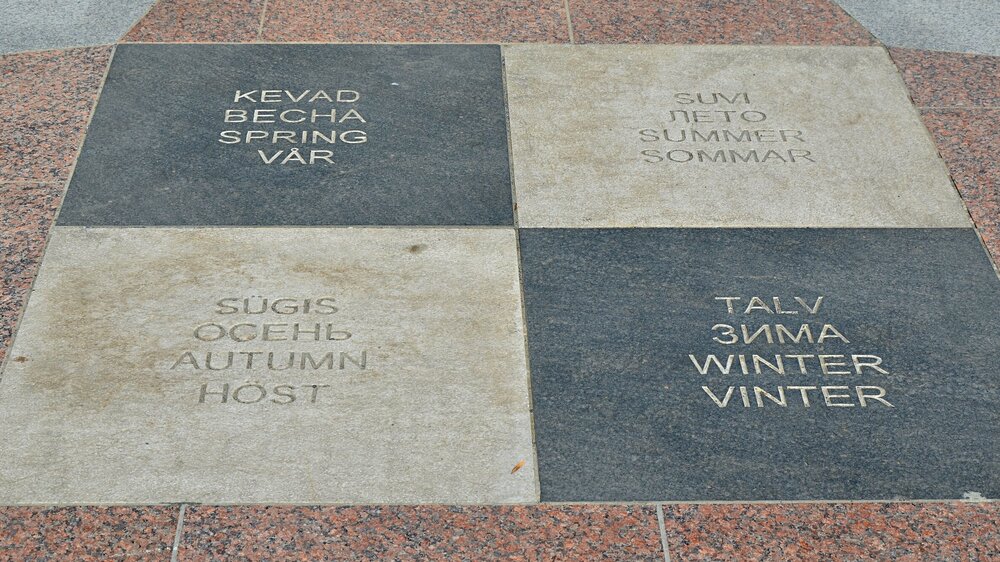 KEVAD
ВЕСНА
SPRING
VÅR
SUVI
ЛЕТО
SUMMER
SOMMAR
SÜGIS
ОСЕНЬ
AUTUMN
HÖST
TALV
ЗИМА
WINTER
VINTER